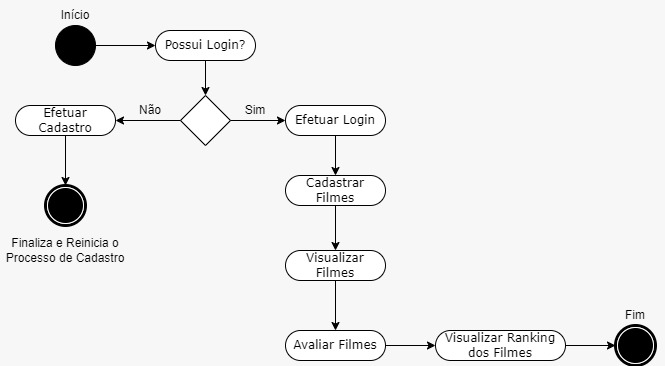 Início
Possui Login?
Não
Sim
Efetuar
Cadastro
Efetuar Login
Cadastrar
Filmes
Finaliza e Reinicia o
Processo de Cadastro
Visualizar
Filmes
Avaliar Filmes
Visualizar Ranking
dos Filmes
Fim